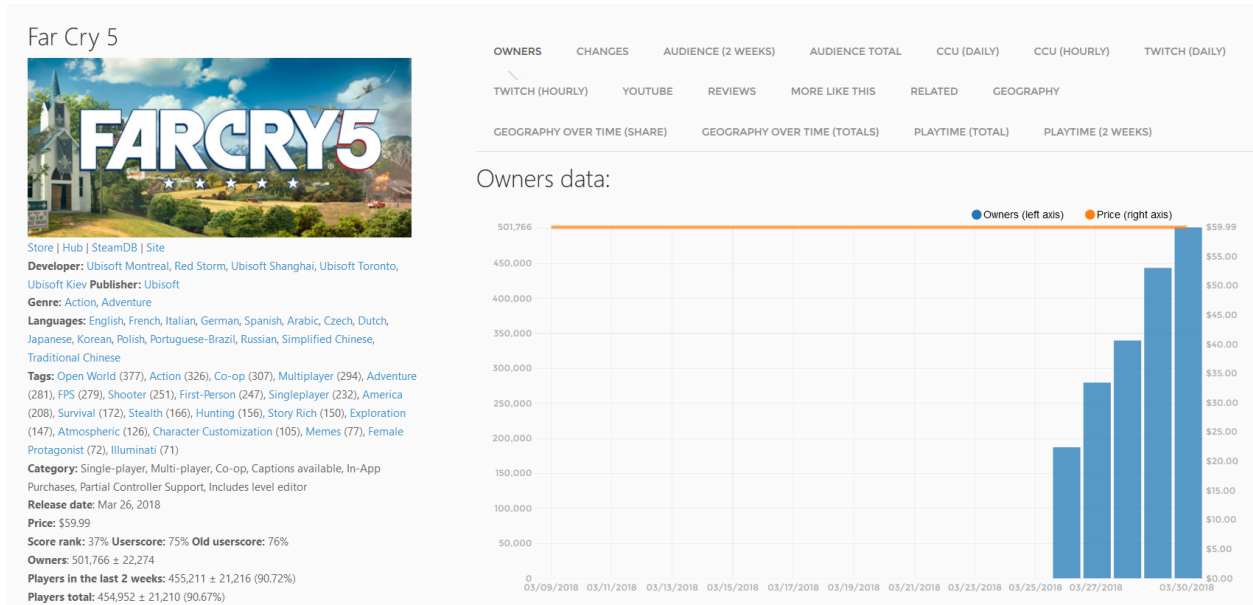 Far Cry 5
FARCRY5
Store | Hub | SteamDB | Site
Developer: Ubisoft Montreal, Red Storm, Ubisoft Shanghai, Ubisoft Toronto,
Ubisoft Kiev Publisher: Ubisoft
Genre: Action, Adventure
Languages: English, French, Italian, German, Spanish, Arabic, Czech, Dutch,
Japanese, Korean, Polish, Portuguese-Brazil, Russian, Simplified Chinese,
Traditional Chinese
Tags: Open World (377), Action (326), Co-op (307), Multiplayer (294), Adventure
(281), FPS (279), Shooter (251), First-Person (247), Singleplayer (232), America
(208), Survival (172), Stealth (166), Hunting (156), Story Rich (150), Exploration
(147), Atmospheric (126), Character Customization (105), Memes (77), Female
Protagonist (72), Illuminati (71)
Category: Single-player, Multi-player, Co-op, Captions available, In-App
Purchases, Partial Controller Support, Includes level editor
Release date: Mar 26, 2018
Price: $59.99
Score rank: 37% Userscore: 75% Old userscore: 76%
Owners: 501,766 ± 22,274
Players in the last 2 weeks: 455,211 ± 21,216 (90.72%)
Players total: 454,952 ± 21,210 (90.67%)
OWNERS CHANGES AUDIENCE (2 WEEKS) AUDIENCE TOTAL CCU (DAILY) CCU (HOURLY) TWITCH (DAILY)
TWITCH (HOURLY) YOUTUBE REVIEWS MORE LIKE THIS RELATED GEOGRAPHY
GEOGRAPHY OVER TIME (SHARE) GEOGRAPHY OVER TIME (TOTALS) PLAYTIME (TOTAL) PLAYTIME (2 WEEKS)
Owners data:
Owners (left axis) Price (right axis)
501,766
450,000
400,000
350,000
300,000
250,000
200,000
150,000
100,000
50,000
0
$59.99
$55.00
$50.00
$45.00
$40.00
$35.00
$30.00
$25.00
$20.00
$15.00
$10.00
$5.00
$0.00
03/09/2018 03/11/2018 03/13/2018 03/15/2018 03/17/2018 03/19/2018 03/21/2018 03/23/2018 03/25/2018 03/27/2018 03/30/2018